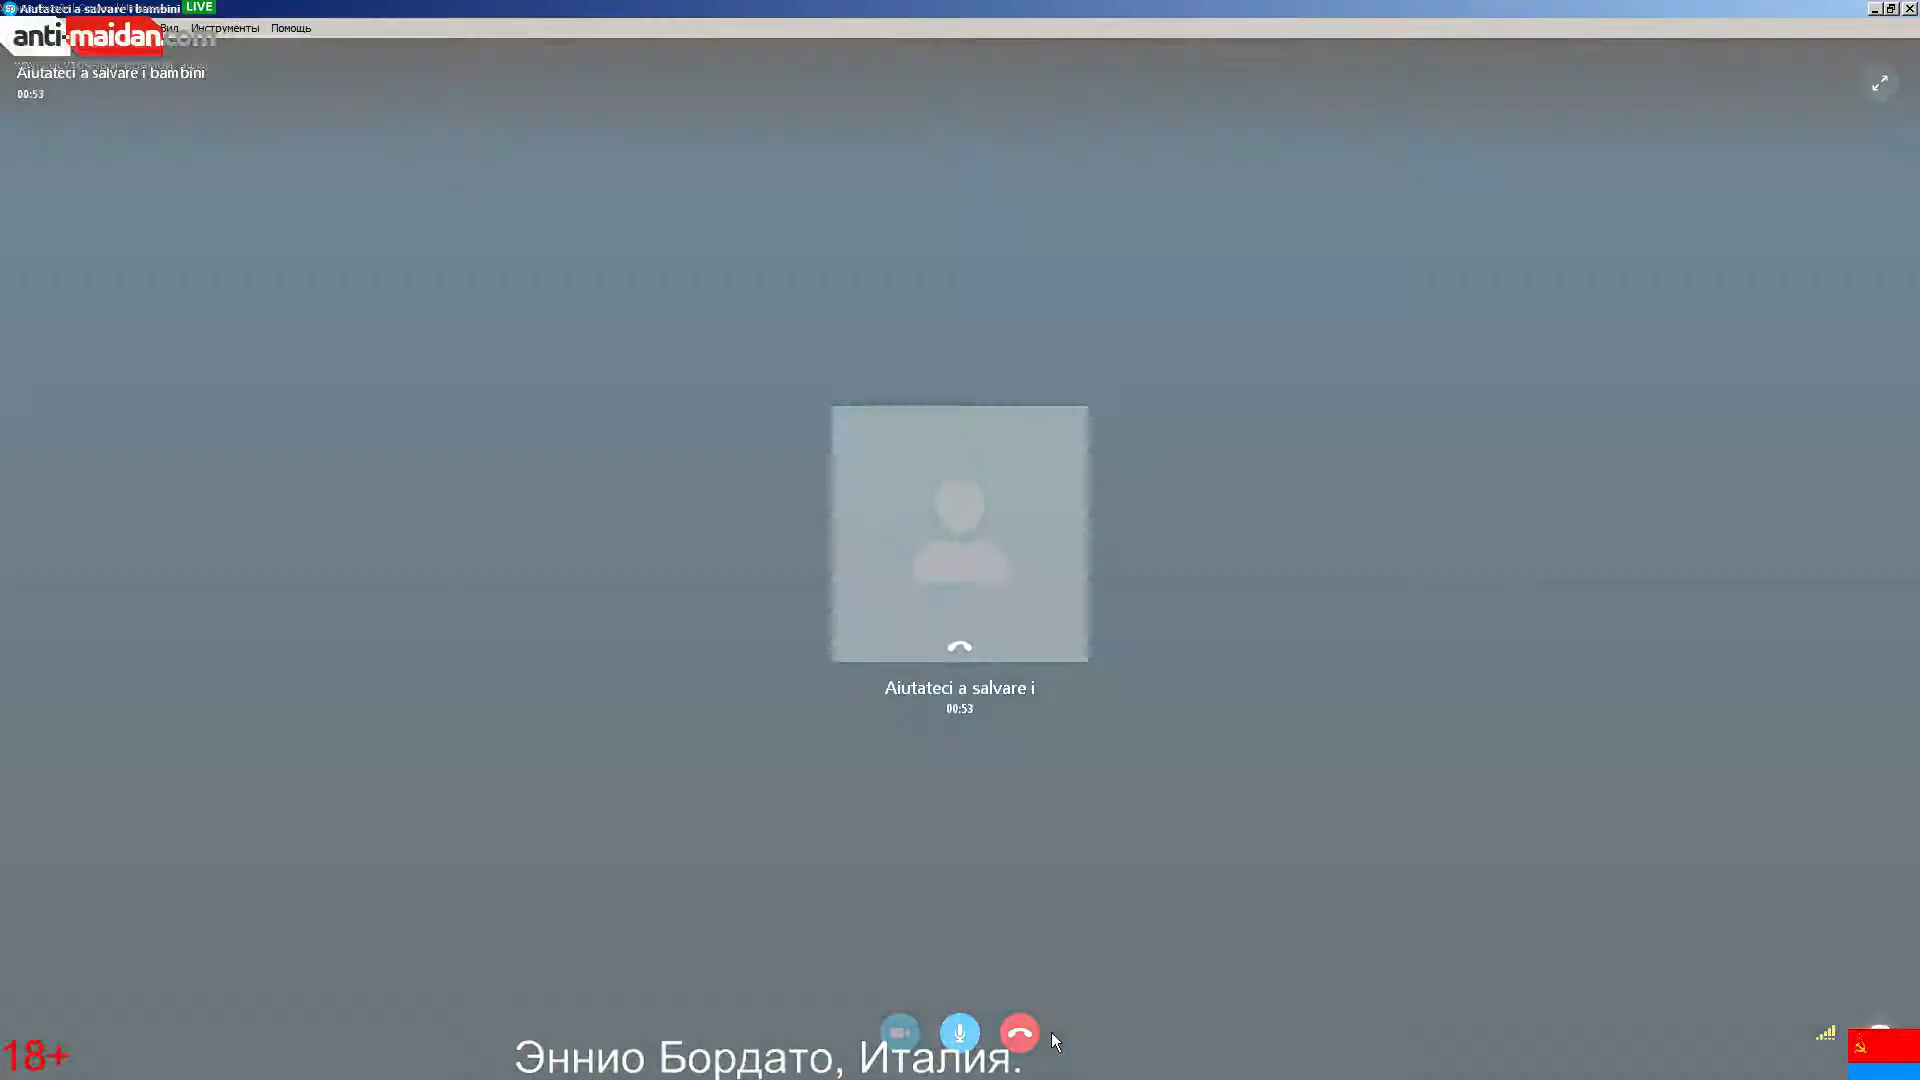 Aiutateci a salvare i bambini
LIVE
Вид Инструменты Помощь
anti-maidan.com
Aiutateci a salvare i bambini
00:53
Aiutateci a salvare i
00:53
18+
Эннио Бордато, Италия.